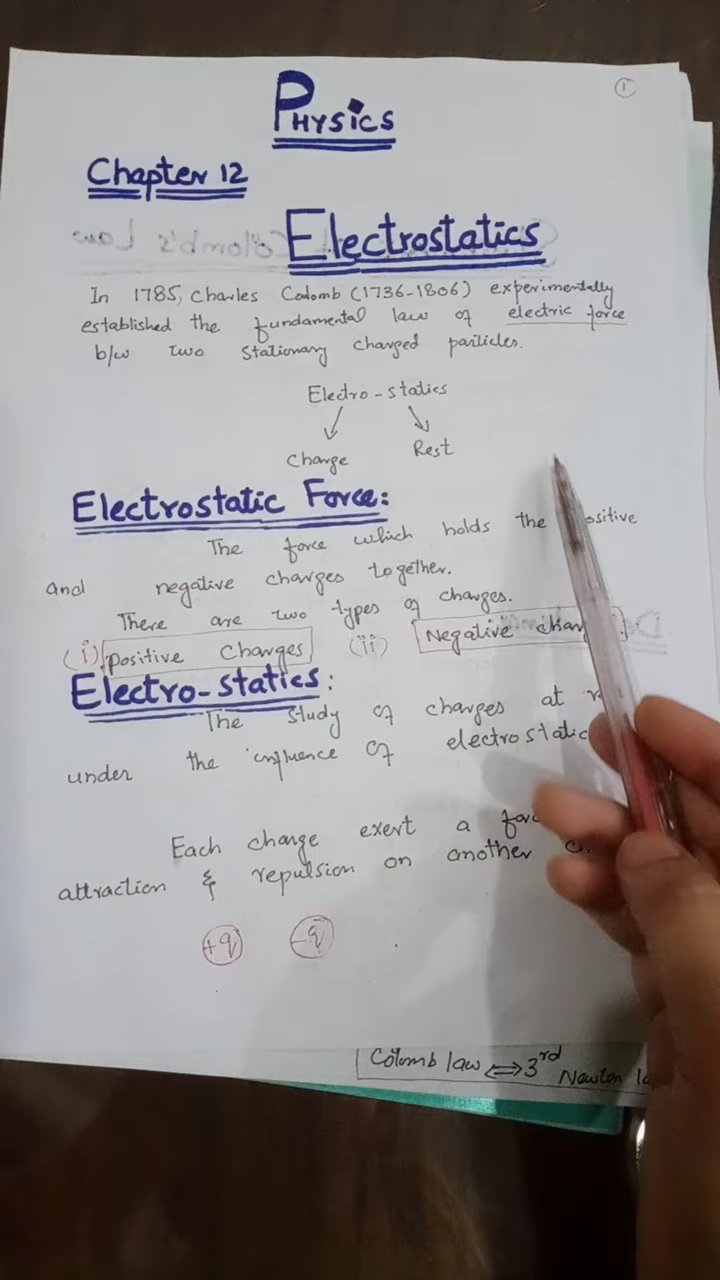 1
PHYSICS
Chapter 12
Electrostatics
In 1785, Charles Colomb (1736-1806) experimentally
established the fundamental law of electric force
b/w two stationary charged particles.
Electro-statics
Charge Rest
Electrostatic Force:
The force which holds the ositive
and negative charges together.
There are two types of charges.
(i) Positive Charges (ii) Negative Char
Electro-statics:
The study of charges at
under the influence of electrostatic
Each charge exert a forc
attraction & repulsion on another
+q -q
Colomb law ⇔ 3rd Newton